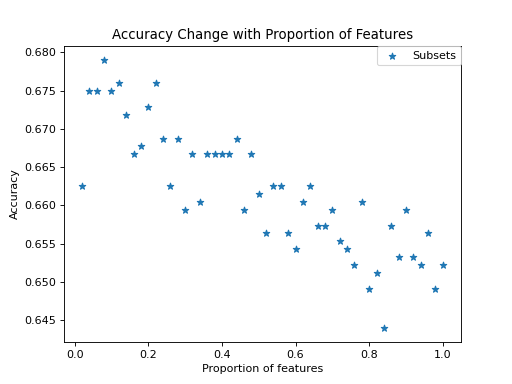 Accuracy Change with Proportion of Features
Subsets
Accuracy
0.680
0.675
0.670
0.665
0.660
0.655
0.650
0.645
0.0 0.2 0.4 0.6 0.8 1.0
Proportion of features